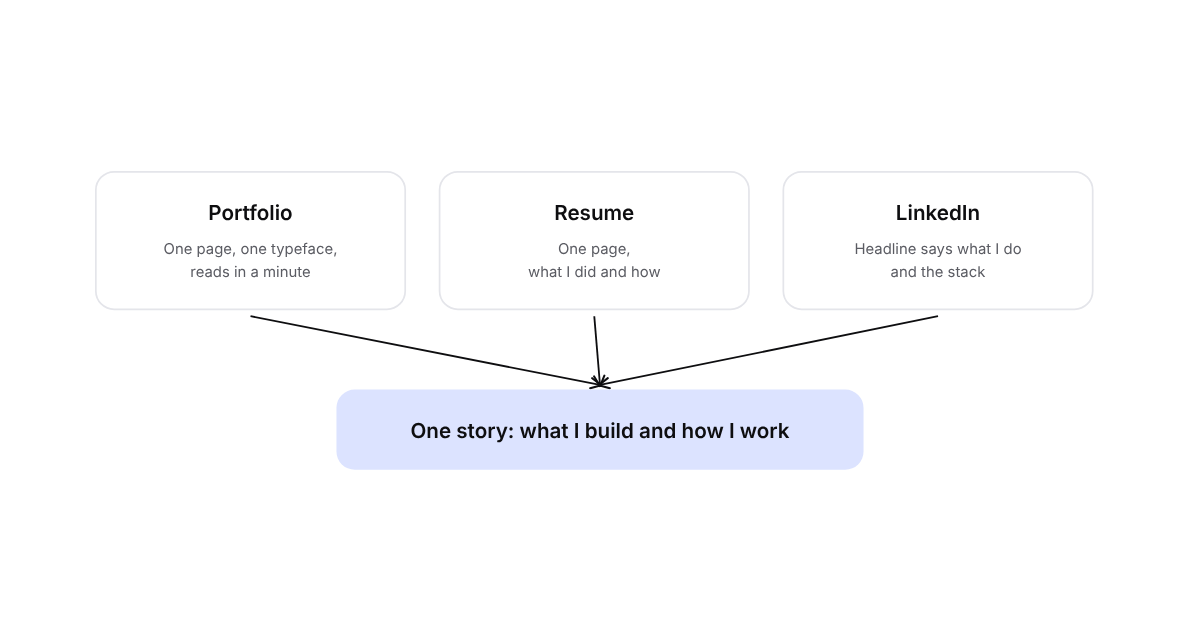 Portfolio
One page, one typeface,
reads in a minute
Resume
One page,
what I did and how
LinkedIn
Headline says what I do
and the stack
One story: what I build and how I work